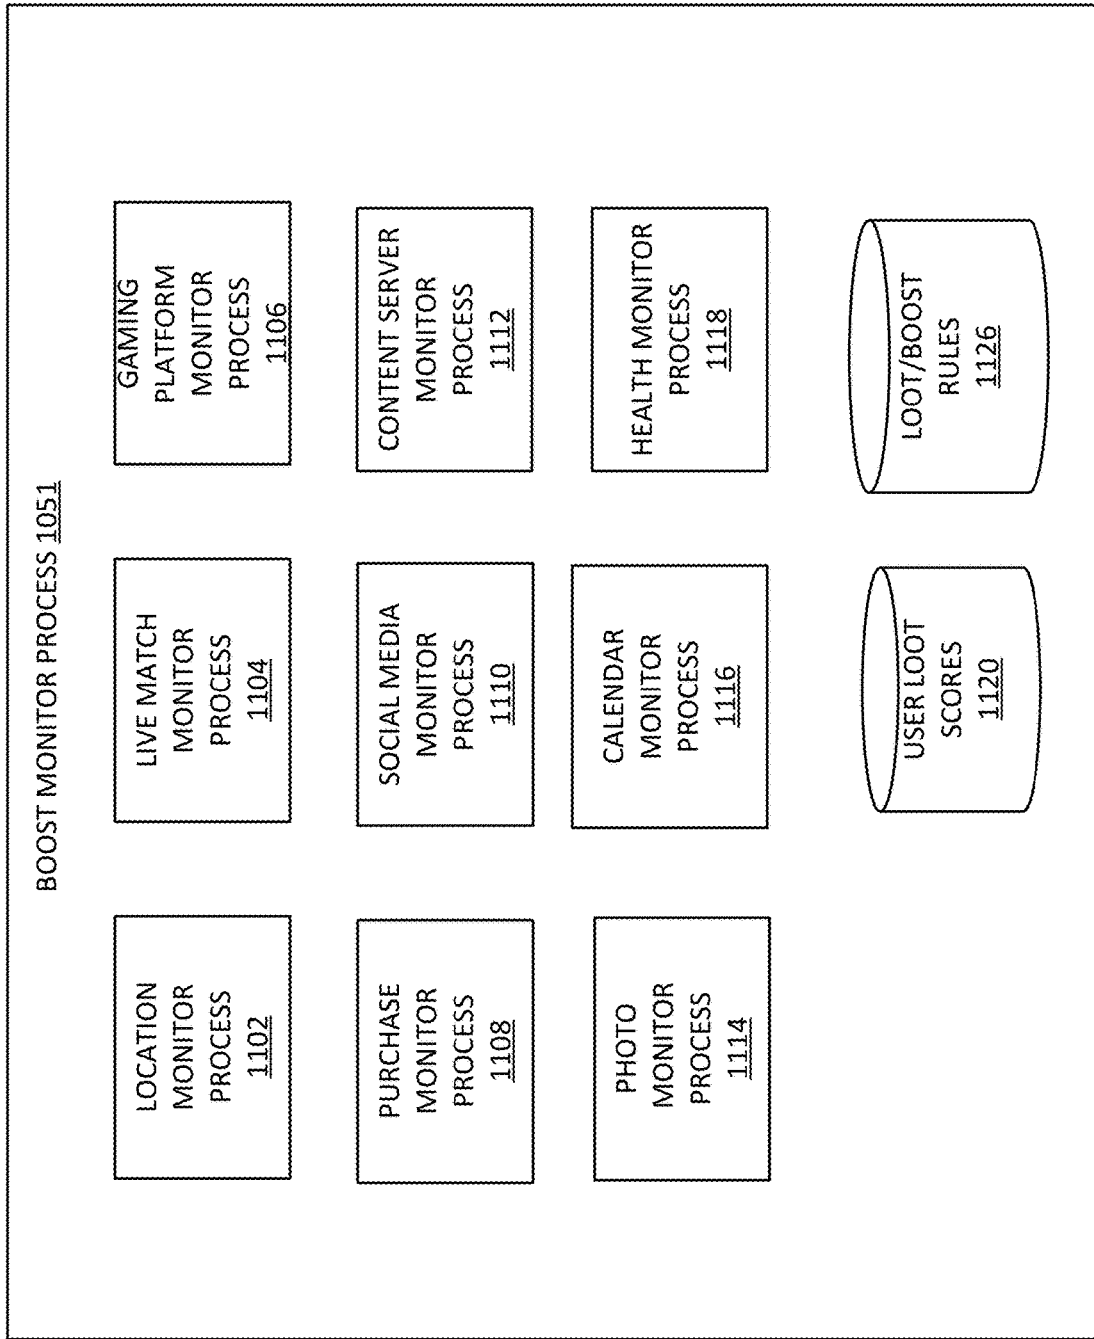 BOOST MONITOR PROCESS 1051
LOCATION
MONITOR
PROCESS
1102
LIVE MATCH
MONITOR
PROCESS
1104
GAMING
PLATFORM
MONITOR
PROCESS
1106
PURCHASE
MONITOR
PROCESS
1108
SOCIAL MEDIA
MONITOR
PROCESS
1110
CONTENT SERVER
MONITOR
PROCESS
1112
PHOTO
MONITOR
PROCESS
1114
CALENDAR
MONITOR
PROCESS
1116
HEALTH MONITOR
PROCESS
1118
USER LOOT
SCORES
1120
LOOT/BOOST
RULES
1126